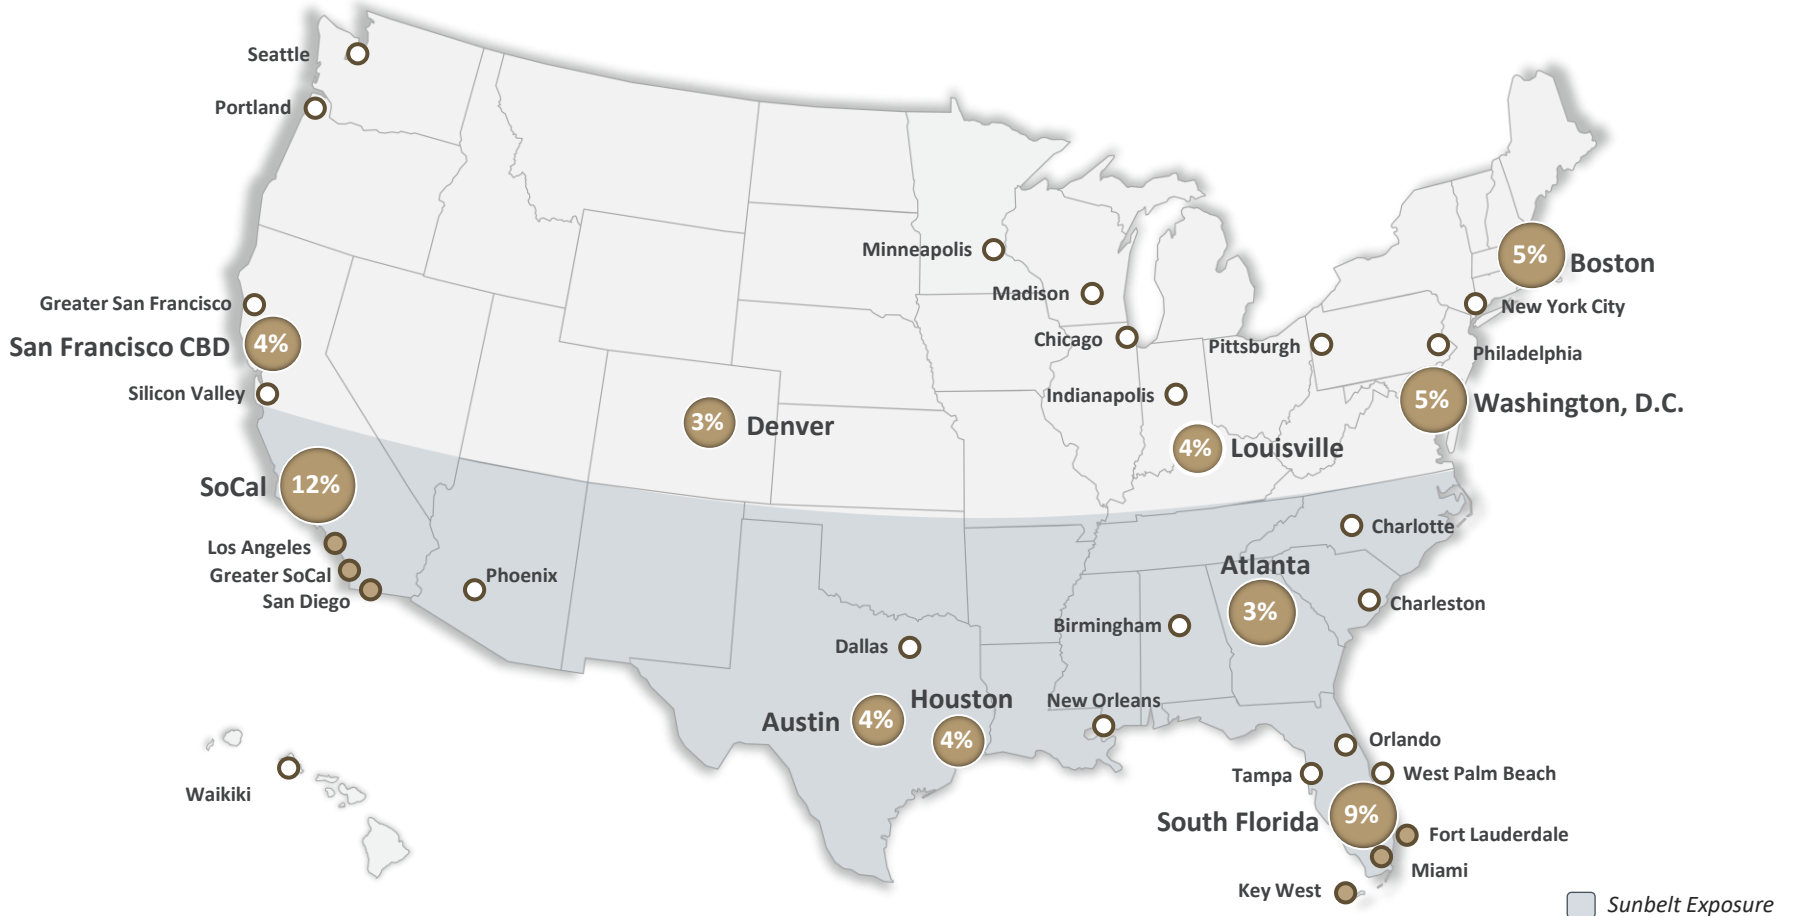 Seattle
Portland
Minneapolis
Madison
Chicago
Greater San Francisco
4%
San Francisco CBD
Silicon Valley
5%
Boston
New York City
Pittsburgh
Philadelphia
Indianapolis
5%
Washington, D.C.
3%
Denver
4%
Louisville
SoCal
12%
Los Angeles
Greater SoCal
San Diego
Phoenix
Charlotte
Atlanta
3%
Charleston
Birmingham
Dallas
Houston
4%
Austin
4%
New Orleans
Orlando
Tampa
West Palm Beach
South Florida
9%
Fort Lauderdale
Miami
Key West
Waikiki
Sunbelt Exposure